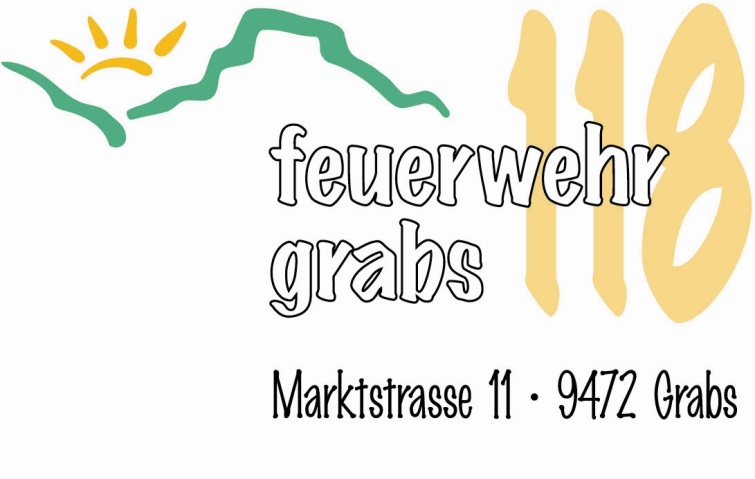 118
feuerwehr
grabs
Marktstrasse 11 · 9472 Grabs